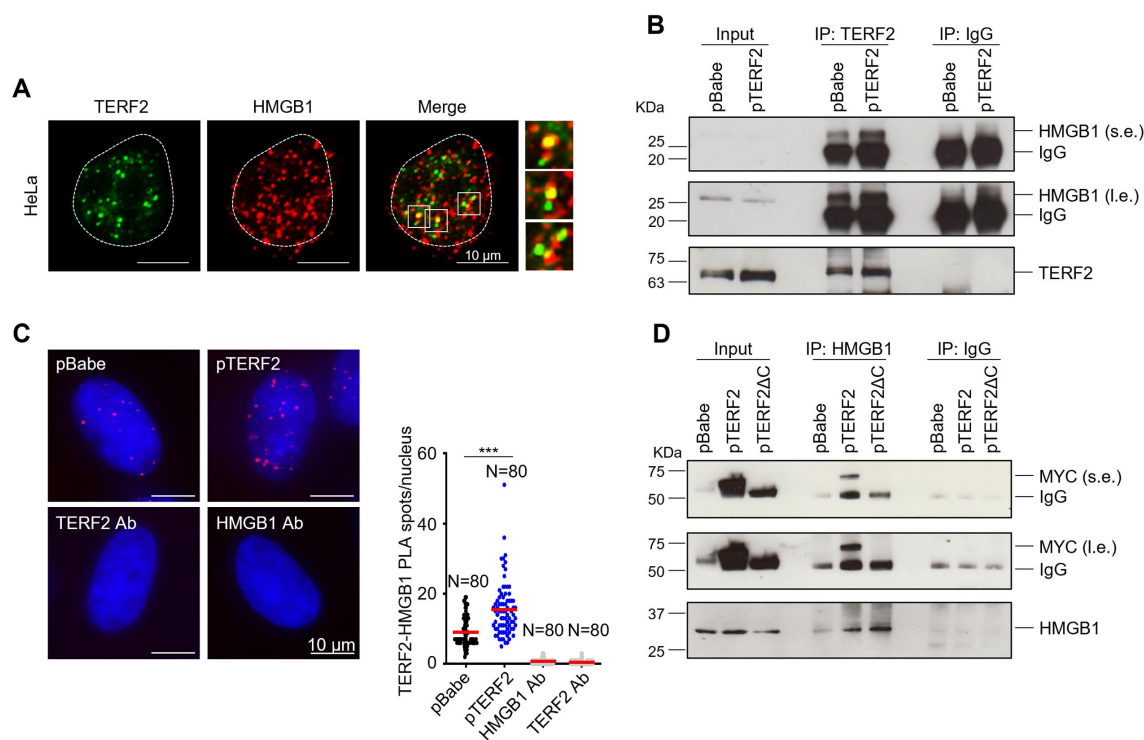 A
TERF2
HMGB1
Merge
HeLa
10 µm
B
Input
IP: TERF2
IP: IgG
pBabe
pTERF2
pBabe
pTERF2
pBabe
pTERF2
KDa
25
20
HMGB1 (s.e.)
IgG
25
20
HMGB1 (l.e.)
IgG
75
63
TERF2
C
pBabe
pTERF2
TERF2 Ab
HMGB1 Ab
10 µm
TERF2-HMGB1 PLA spots/nucleus
60
40
20
0
***
N=80
N=80
N=80
N=80
pBabe
pTERF2
HMGB1 Ab
TERF2 Ab
D
Input
IP: HMGB1
IP: IgG
pBabe
pTERF2
pTERF2ΔC
pBabe
pTERF2
pTERF2ΔC
pBabe
pTERF2
pTERF2ΔC
KDa
75
50
MYC (s.e.)
IgG
75
50
MYC (l.e.)
IgG
37
25
HMGB1